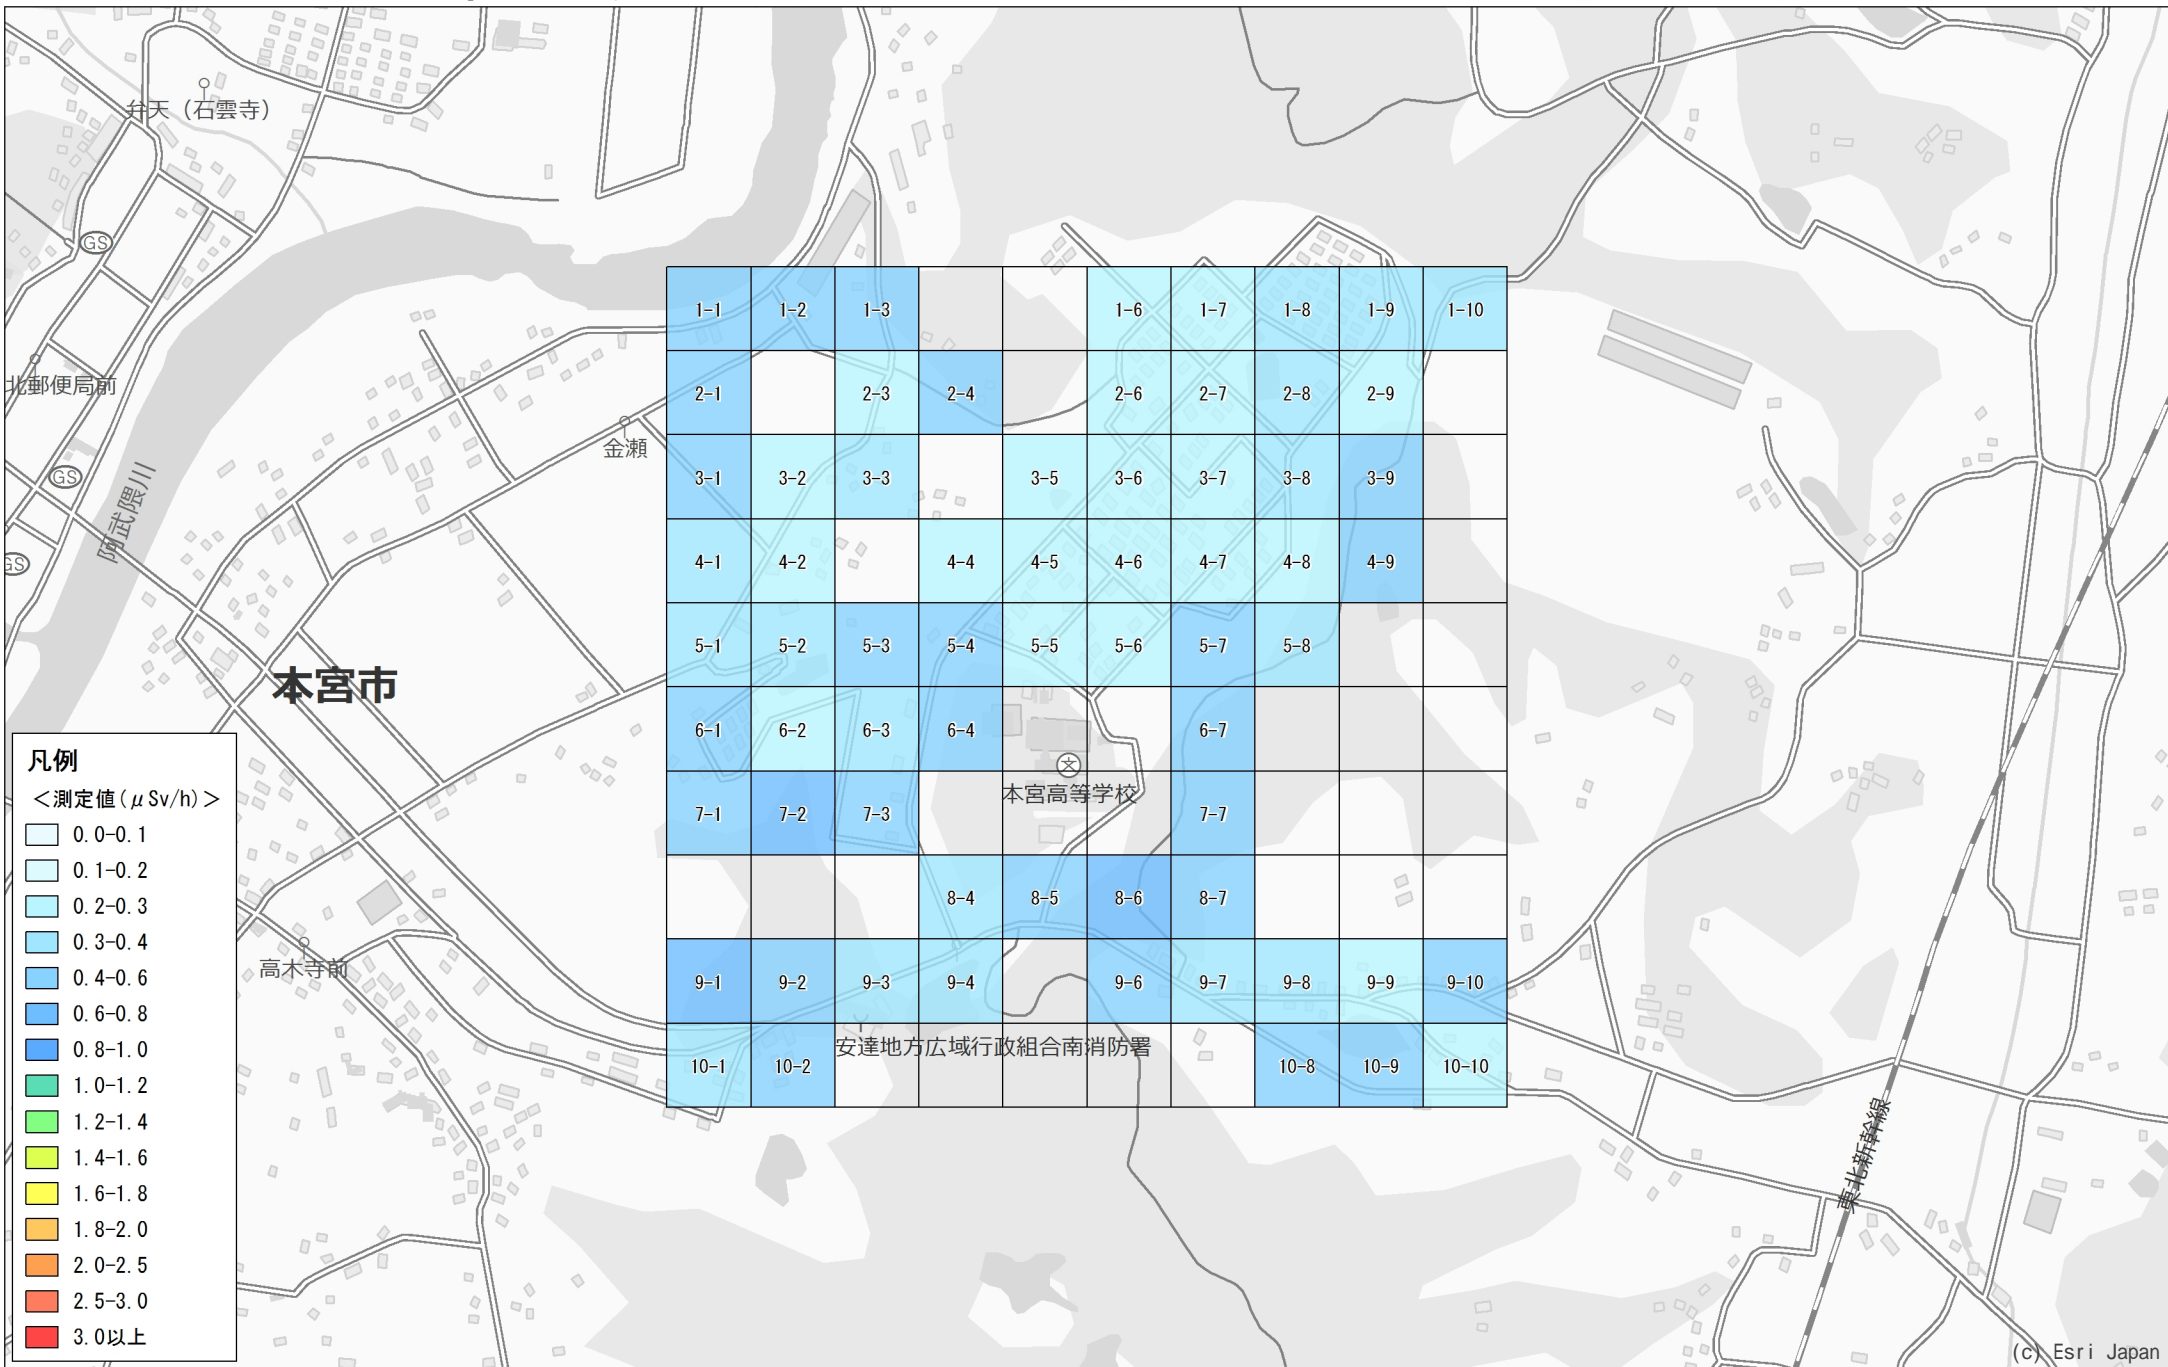 弁天（石雲寺）
GS
北郵便局前
金瀬
GS
阿武隈川
GS
本宮市
1-1 1-2 1-3 1-6 1-7 1-8 1-9 1-10
2-1 2-3 2-4 2-6 2-7 2-8 2-9
3-1 3-2 3-3 3-5 3-6 3-7 3-8 3-9
4-1 4-2 4-4 4-5 4-6 4-7 4-8 4-9
5-1 5-2 5-3 5-4 5-5 5-6 5-7 5-8
6-1 6-2 6-3 6-4 6-7
文
本宮高等学校
7-1 7-2 7-3 7-7
8-4 8-5 8-6 8-7
高木寺前
9-1 9-2 9-3 9-4 9-6 9-7 9-8 9-9 9-10
安達地方広域行政組合南消防署
10-1 10-2 10-8 10-9 10-10
東北新幹線
凡例
＜測定値(μSv/h)＞
0.0-0.1
0.1-0.2
0.2-0.3
0.3-0.4
0.4-0.6
0.6-0.8
0.8-1.0
1.0-1.2
1.2-1.4
1.4-1.6
1.6-1.8
1.8-2.0
2.0-2.5
2.5-3.0
3.0以上
(c) Esri Japan